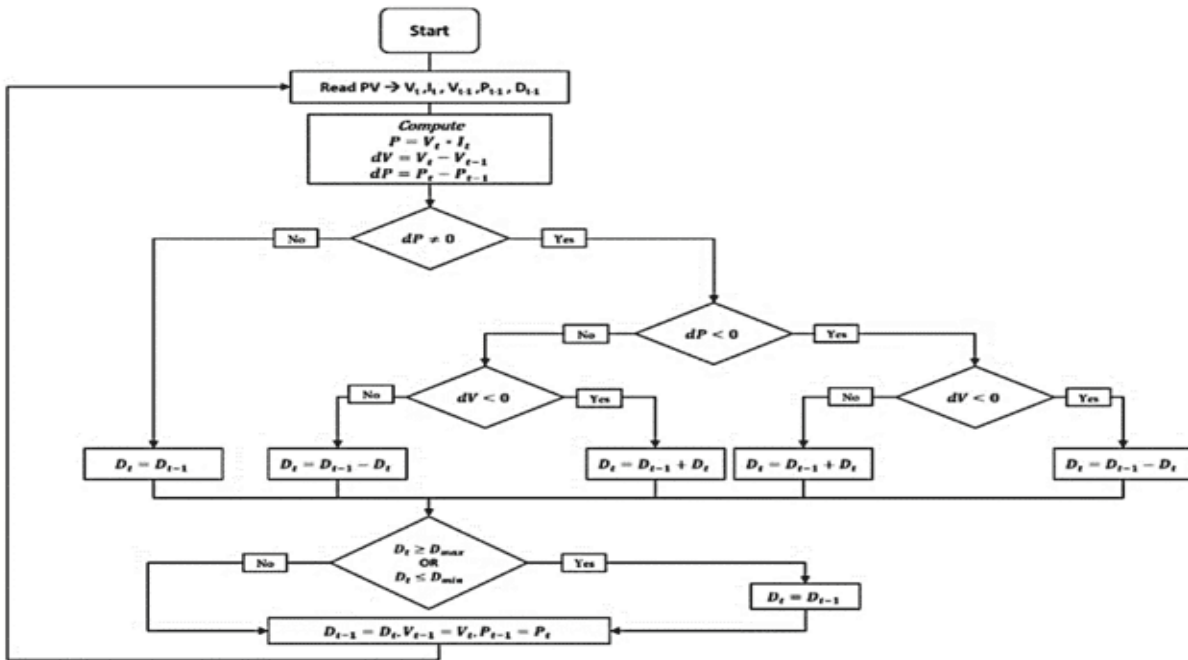 Start
Read PV → Vₜ ,Iₜ , Vₜ₋₁ ,Pₜ₋₁ , Dₜ₋₁
Compute
P = Vₜ * Iₜ
dV = Vₜ − Vₜ₋₁
dP = Pₜ − Pₜ₋₁
No
dP ≠ 0
Yes
No
dP < 0
Yes
No
dV < 0
Yes
No
dV < 0
Yes
Dₜ = Dₜ₋₁
Dₜ = Dₜ₋₁ − Dₜ
Dₜ = Dₜ₋₁ + Dₜ
Dₜ = Dₜ₋₁ + Dₜ
Dₜ = Dₜ₋₁ − Dₜ
No
Dₜ ≥ Dmax
OR
Dₜ ≤ Dmin
Yes
Dₜ = Dₜ₋₁
Dₜ₋₁ = Dₜ. Vₜ₋₁ = Vₜ. Pₜ₋₁ = Pₜ